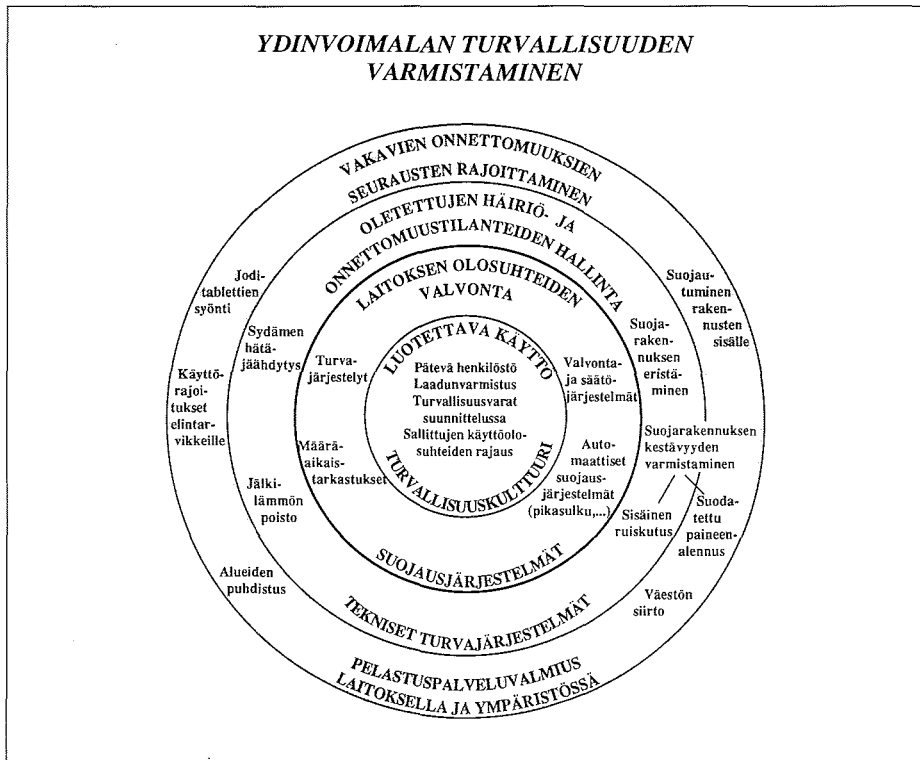 YDINVOIMALAN TURVALLISUUDEN
VARMISTAMINEN
VAKAVIEN ONNETTOMUUKSIEN
SEURAUSTEN RAJOITTAMINEN
OLETETTUJEN HÄIRIÖ- JA
ONNETTOMUUSTILANTEIDEN HALLINTA
LAITOKSEN OLOSUHTEIDEN
VALVONTA
LUOTETTAVA KÄYTTÖ
Pätevä henkilöstö
Laadunvarmistus
Turvallisuusvarat
suunnittelussa
Sallittujen käyttöolo-
suhteiden rajaus
TURVALLISUUSKULTTUURI
Jodi-
tablettien
syönti
Sydämen
hätä-
jäähdytys
Turva-
järjestelyt
Valvonta-
ja säätö-
järjestelmät
Suoja-
rakennuksen
eristä-
minen
Suojau-
tuminen
rakennusten
sisälle
Käyttö-
rajoi-
tukset
elintar-
vikkeille
Määrä-
aikais-
tarkastukset
Auto-
maattiset
suojaus-
järjestelmät
(pikasulku,...)
Suojarakennuksen
kestävyyden
varmistaminen
Sisäinen
ruiskutus
Suoda-
tettu
paineen-
alennus
Jälki-
lämmön
poisto
Alueiden
puhdistus
Väestön
siirto
SUOJAUSJÄRJESTELMÄT
TEKNISET TURVAJÄRJESTELMÄT
PELASTUSPALVELUVALMIUS
LAITOKSELLA JA YMPÄRISTÖSSÄ